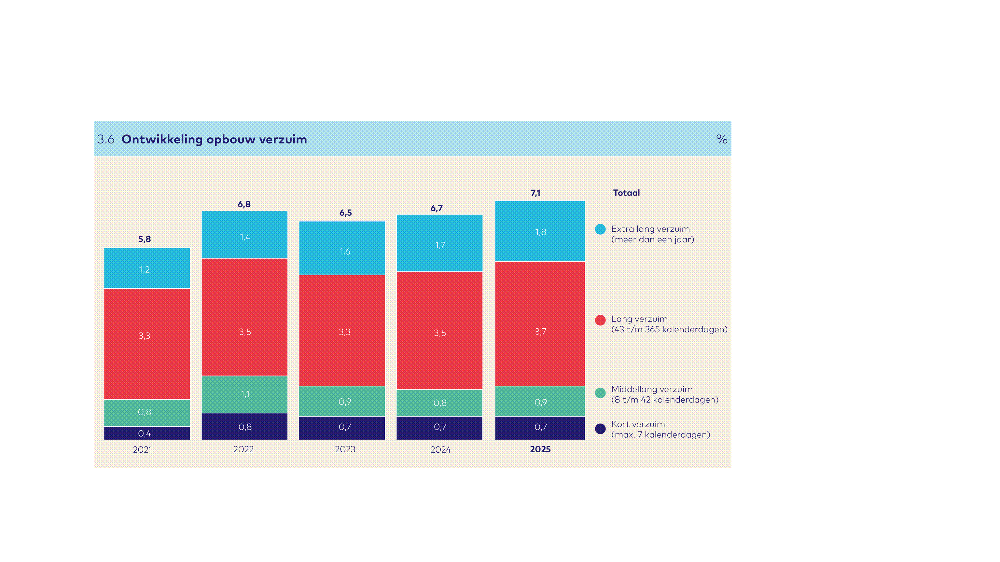 3.6 Ontwikkeling opbouw verzuim %
7,1 Totaal
6,8
6,5
6,7
5,8
1,2
3,3
0,8
0,4
2021
1,4
3,5
1,1
0,8
2022
1,6
3,3
0,9
0,7
2023
1,7
3,5
0,8
0,7
2024
1,8
3,7
0,9
0,7
2025
Extra lang verzuim
(meer dan een jaar)
Lang verzuim
(43 t/m 365 kalenderdagen)
Middellang verzuim
(8 t/m 42 kalenderdagen)
Kort verzuim
(max. 7 kalenderdagen)